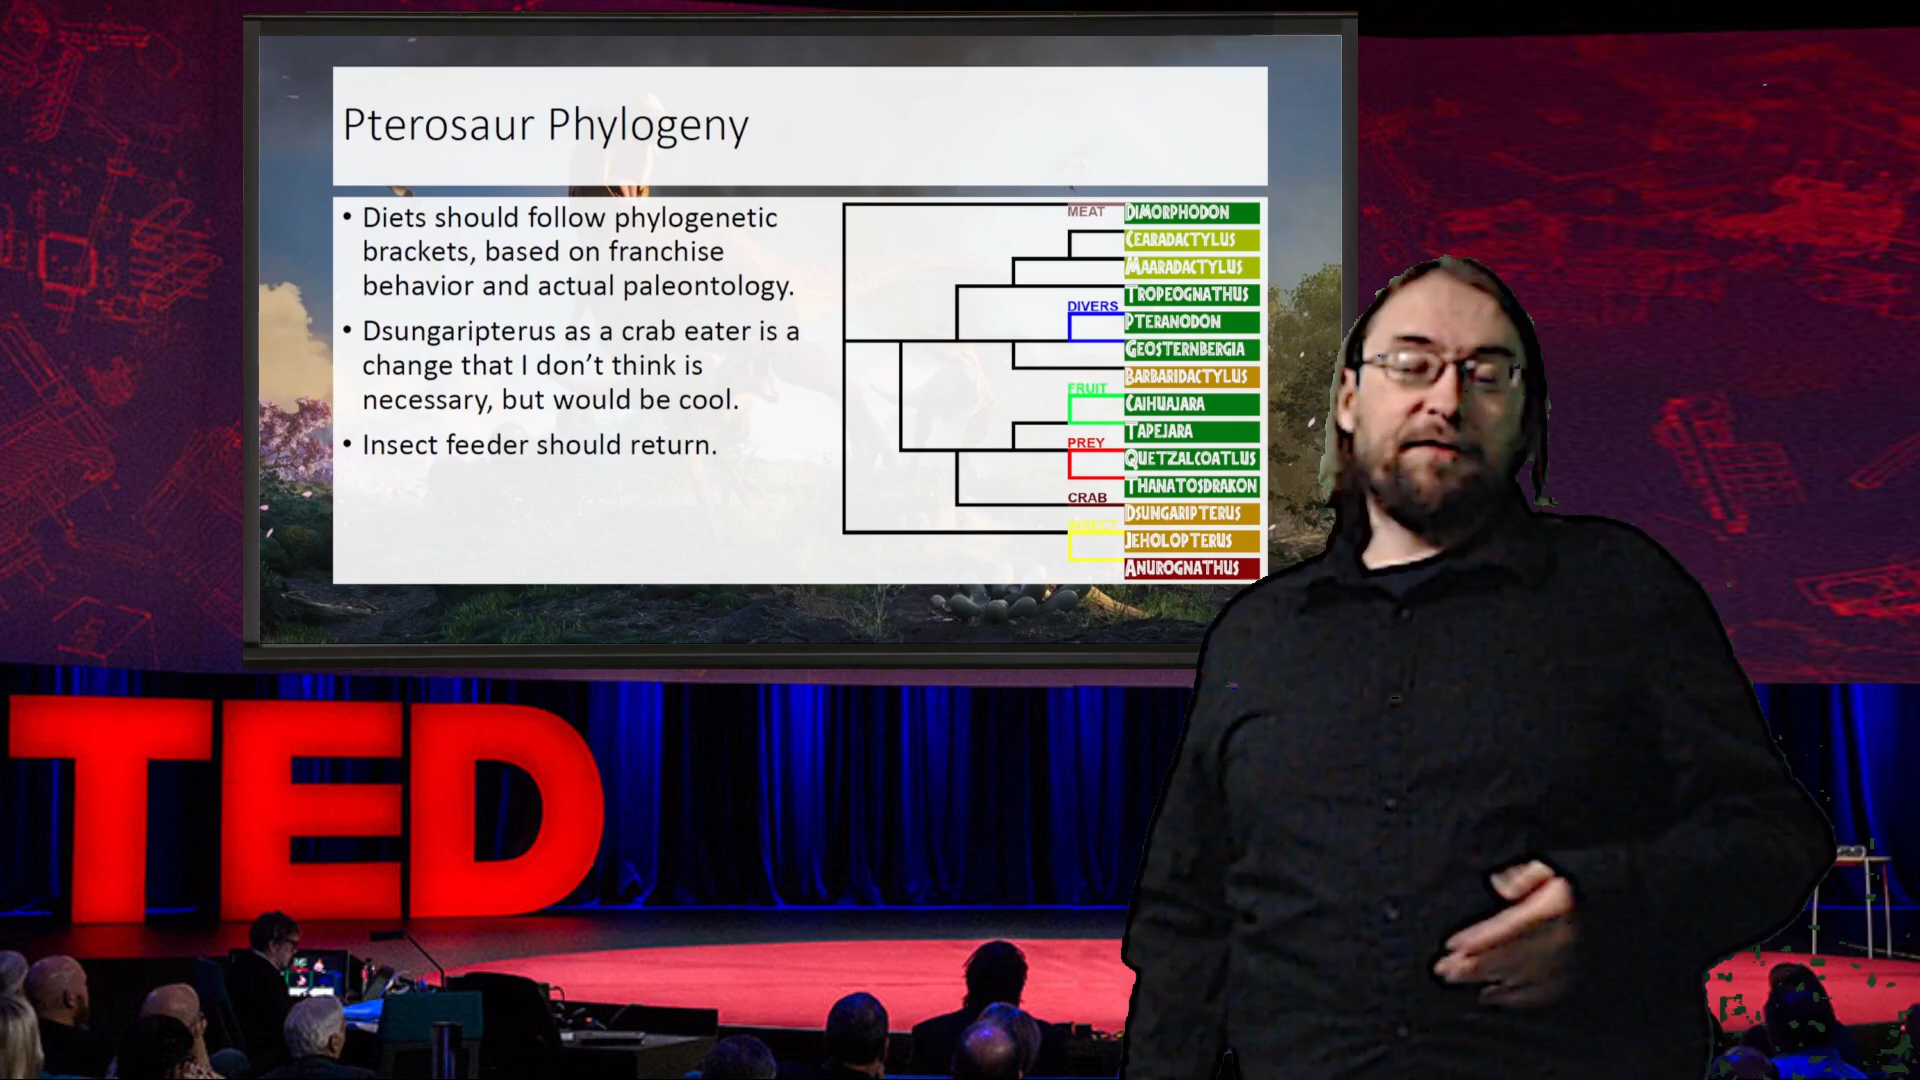 Pterosaur Phylogeny
• Diets should follow phylogenetic
brackets, based on franchise
behavior and actual paleontology.
• Dsungaripterus as a crab eater is a
change that I don’t think is
necessary, but would be cool.
• Insect feeder should return.
MEAT
DIMORPHODON
CEARADACTYLUS
MAARADACTYLUS
TROPEOGNATHUS
DIVERS
PTERANODON
GEOSTERNBERGIA
BARBARIDACTYLUS
FRUIT
CAIHUAJARA
TAPEJARA
PREY
QUETZALCOATLUS
THANATOSDRAKON
CRAB
DSUNGARIPTERUS
INSECT
JEHOLOPTERUS
ANUROGNATHUS
TED